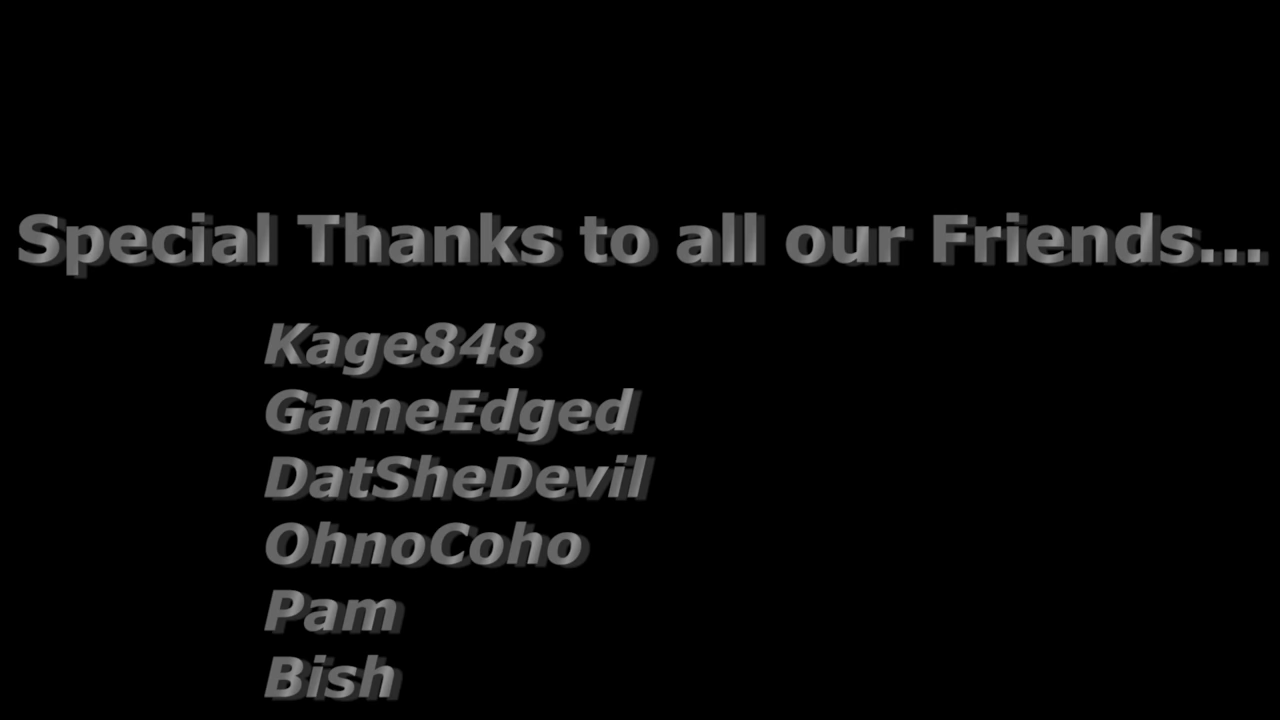 Special Thanks to all our Friends...
Kage848
GameEdged
DatSheDevil
OhnoCoho
Pam
Bish